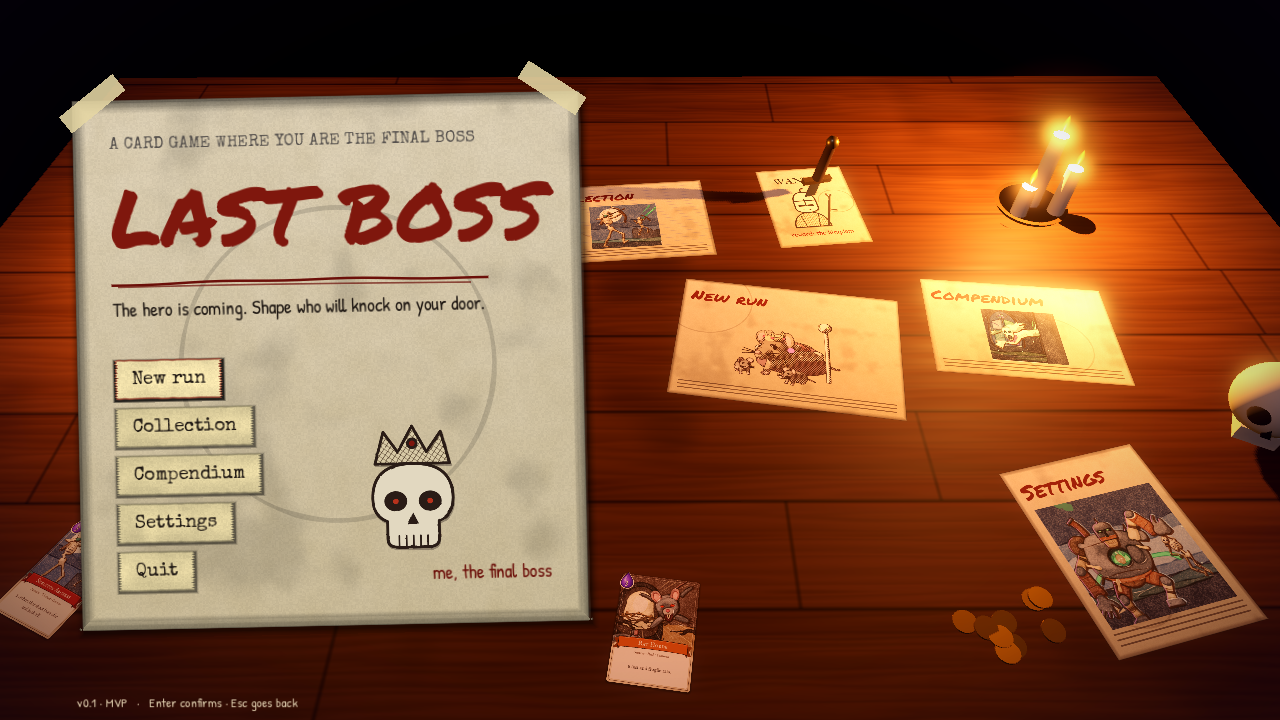 A CARD GAME WHERE YOU ARE THE FINAL BOSS
LAST BOSS
The hero is coming. Shape who will knock on your door.
New run
Collection
Compendium
Settings
Quit
me, the final boss
ECTION
WAN
New run
Compendium
Settings
v0.1 · MVP · Enter confirms · Esc goes back